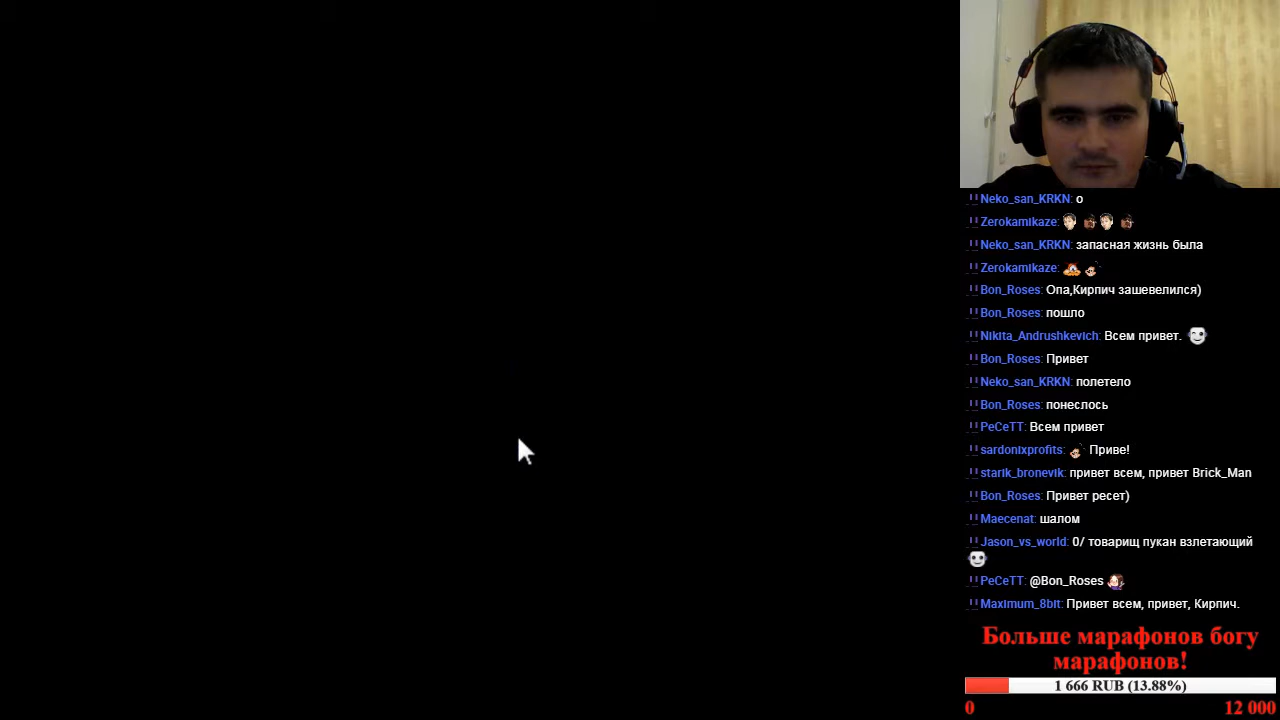 Neko_san_KRKN: о
Zerokamikaze:
Neko_san_KRKN: запасная жизнь была
Zerokamikaze:
Bon_Roses: Опа,Кирпич зашевелился)
Bon_Roses: пошло
Nikita_Andrushkevich: Всем привет.
Bon_Roses: Привет
Neko_san_KRKN: полетело
Bon_Roses: понеслось
PeCeTT: Всем привет
sardonixprofits: Приве!
starik_bronevik: привет всем, привет Brick_Man
Bon_Roses: Привет ресет)
Maecenat: шалом
Jason_vs_world: 0/ товарищ пукан взлетающий
PeCeTT: @Bon_Roses
Maximum_8bit: Привет всем, привет, Кирпич.
Больше марафонов богу
марафонов!
1 666 RUB (13.88%)
0 12 000